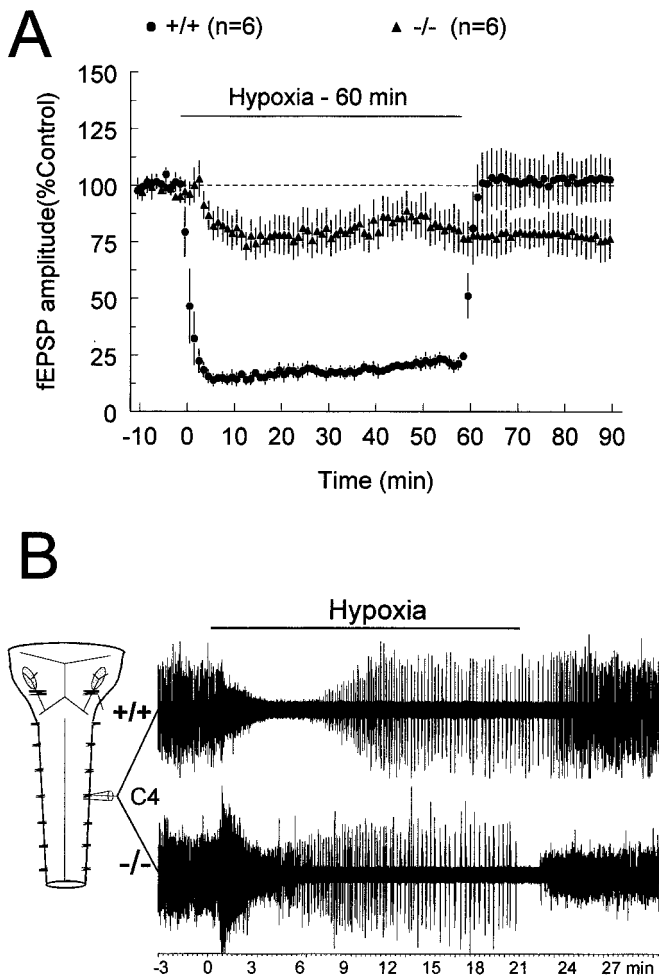 A
● +/+ (n=6) ▲ -/- (n=6)
fEPSP amplitude(%Control)
150
125
100
75
50
25
0
Hypoxia - 60 min
-10 0 10 20 30 40 50 60 70 80 90
Time (min)
B
Hypoxia
+/+
C4
-/-
-3 0 3 6 9 12 15 18 21 24 27 min